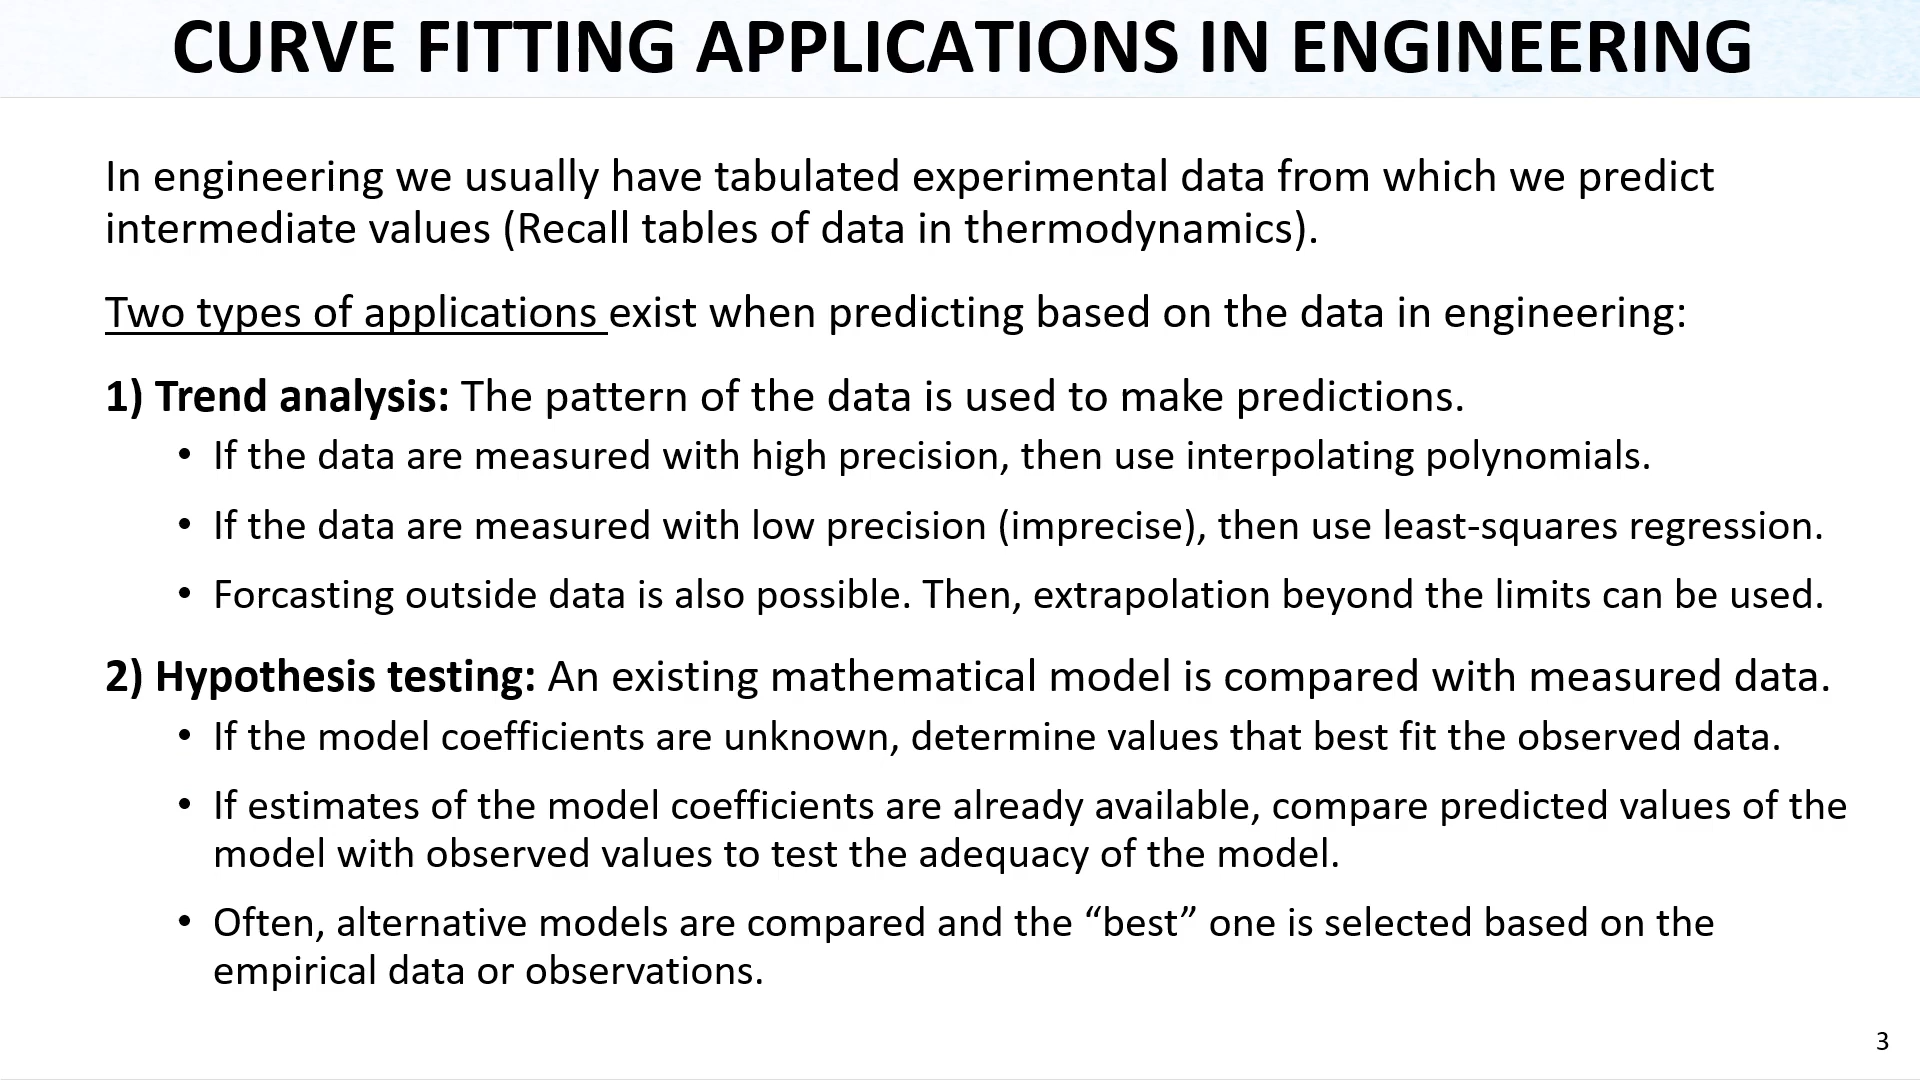 CURVE FITTING APPLICATIONS IN ENGINEERING
In engineering we usually have tabulated experimental data from which we predict
intermediate values (Recall tables of data in thermodynamics).
Two types of applications exist when predicting based on the data in engineering:
1) Trend analysis: The pattern of the data is used to make predictions.
• If the data are measured with high precision, then use interpolating polynomials.
• If the data are measured with low precision (imprecise), then use least-squares regression.
• Forcasting outside data is also possible. Then, extrapolation beyond the limits can be used.
2) Hypothesis testing: An existing mathematical model is compared with measured data.
• If the model coefficients are unknown, determine values that best fit the observed data.
• If estimates of the model coefficients are already available, compare predicted values of the
model with observed values to test the adequacy of the model.
• Often, alternative models are compared and the “best” one is selected based on the
empirical data or observations.
3